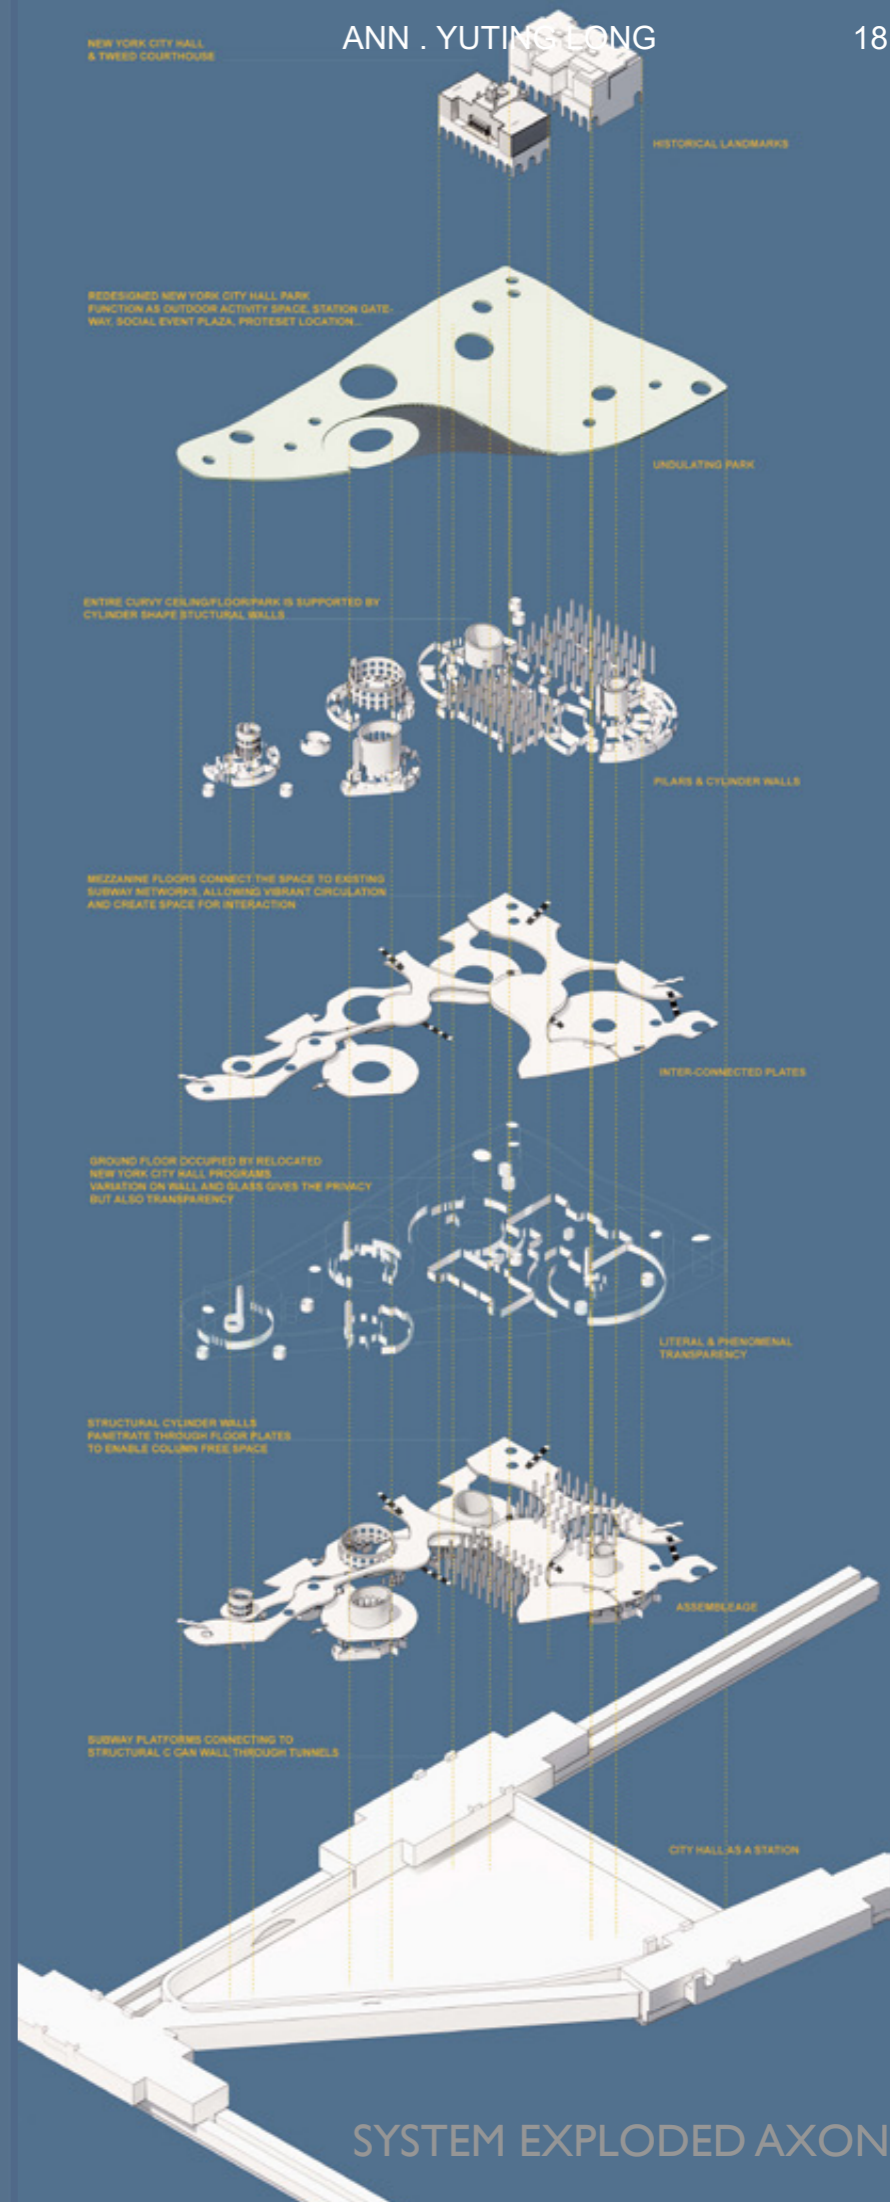 ANN . YUTING LONG
18
NEW YORK CITY HALL
& TWEED COURTHOUSE
HISTORICAL LANDMARKS
REDESIGNED NEW YORK CITY HALL PARK
FUNCTION AS OUTDOOR ACTIVITY SPACE, STATION GATE-
WAY, SOCIAL EVENT PLAZA, PROTESET LOCATION...
UNDULATING PARK
ENTIRE CURVY CEILING/FLOOR/PARK IS SUPPORTED BY
CYLINDER SHAPE STUCTURAL WALLS
PILARS & CYLINDER WALLS
MEZZANINE FLOORS CONNECT THE SPACE TO EXISTING
SUBWAY NETWORKS, ALLOWING VIBRANT CIRCULATION
AND CREATE SPACE FOR INTERACTION
INTER-CONNECTED PLATES
GROUND FLOOR OCCUPIED BY RELOCATED
NEW YORK CITY HALL PROGRAMS
VARIATION ON WALL AND GLASS GIVES THE PRIVACY
BUT ALSO TRANSPARENCY
LITERAL & PHENOMENAL
TRANSPARENCY
STRUCTURAL CYLINDER WALLS
PANETRATE THROUGH FLOOR PLATES
TO ENABLE COLUMN FREE SPACE
ASSEMBLEAGE
SUBWAY PLATFORMS CONNECTING TO
STRUCTURAL C CAN WALL THROUGH TUNNELS
CITY HALL AS A STATION
SYSTEM EXPLODED AXON